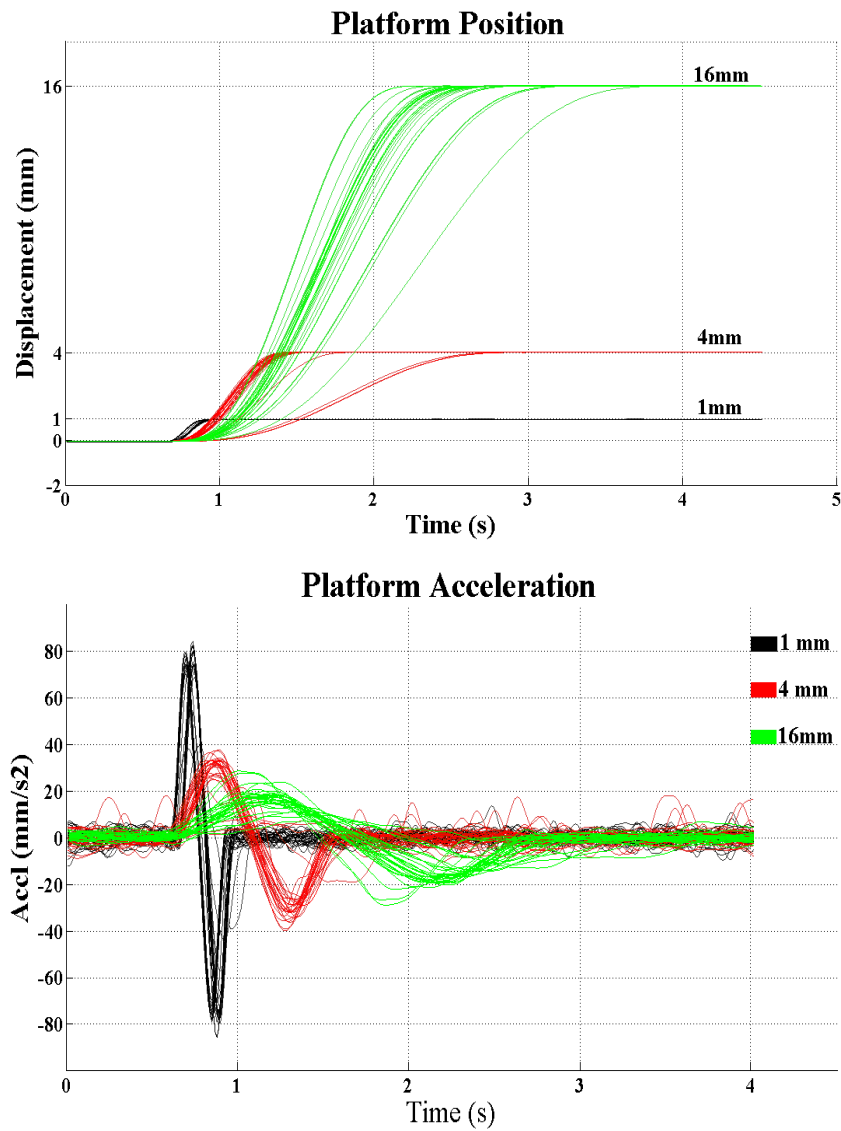 Platform Position
16
16mm
Displacement (mm)
4
4mm
1
1mm
0
-2
0 1 2 3 4 5
Time (s)
Platform Acceleration
80
1 mm
60
4 mm
40
16mm
20
0
Accl (mm/s2)
-20
-40
-60
-80
0 1 2 3 4
Time (s)